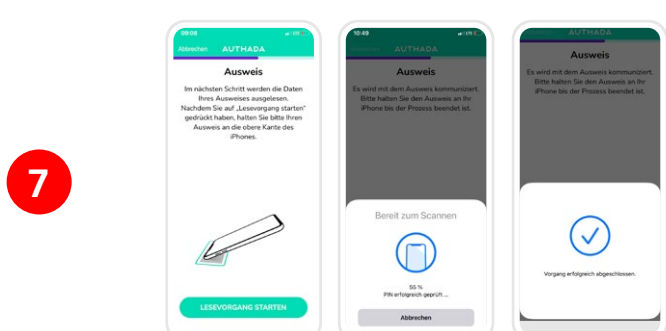 7
09:08
Abbrechen AUTHADA
Ausweis
Im nächsten Schritt werden die Daten
Ihres Ausweises ausgelesen.
Nachdem Sie auf „Lesevorgang starten"
gedrückt haben, halten Sie bitte Ihren
Ausweis an die obere Kante des
iPhones.
LESEVORGANG STARTEN
10:49
Abbrechen AUTHADA
Ausweis
Es wird mit dem Ausweis kommuniziert.
Bitte halten Sie den Ausweis an Ihr
iPhone bis der Prozess beendet ist.
Bereit zum Scannen
55 %
PIN erfolgreich geprüft ...
Abbrechen
AUTHADA
Ausweis
Es wird mit dem Ausweis kommuniziert.
Bitte halten Sie den Ausweis an Ihr
iPhone bis der Prozess beendet ist.
Vorgang erfolgreich abgeschlossen.